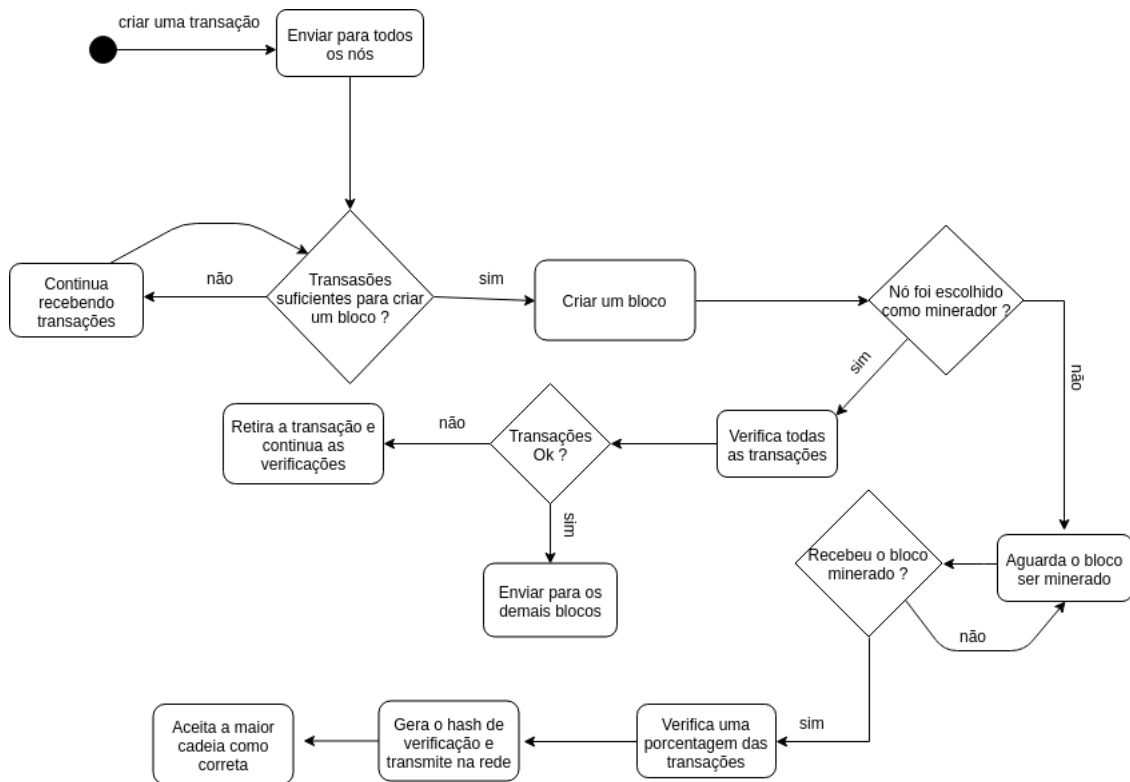 criar uma transação
Enviar para todos
os nós
Transasões
suficientes para criar
um bloco ?
não
Continua
recebendo
transações
sim
Criar um bloco
Nó foi escolhido
como minerador ?
não
sim
Verifica todas
as transações
Transações
Ok ?
não
Retira a transação e
continua as
verificações
sim
Enviar para os
demais blocos
Aguarda o bloco
ser minerado
Recebeu o bloco
minerado ?
não
sim
Verifica uma
porcentagem das
transações
Gera o hash de
verificação e
transmite na rede
Aceita a maior
cadeia como
correta